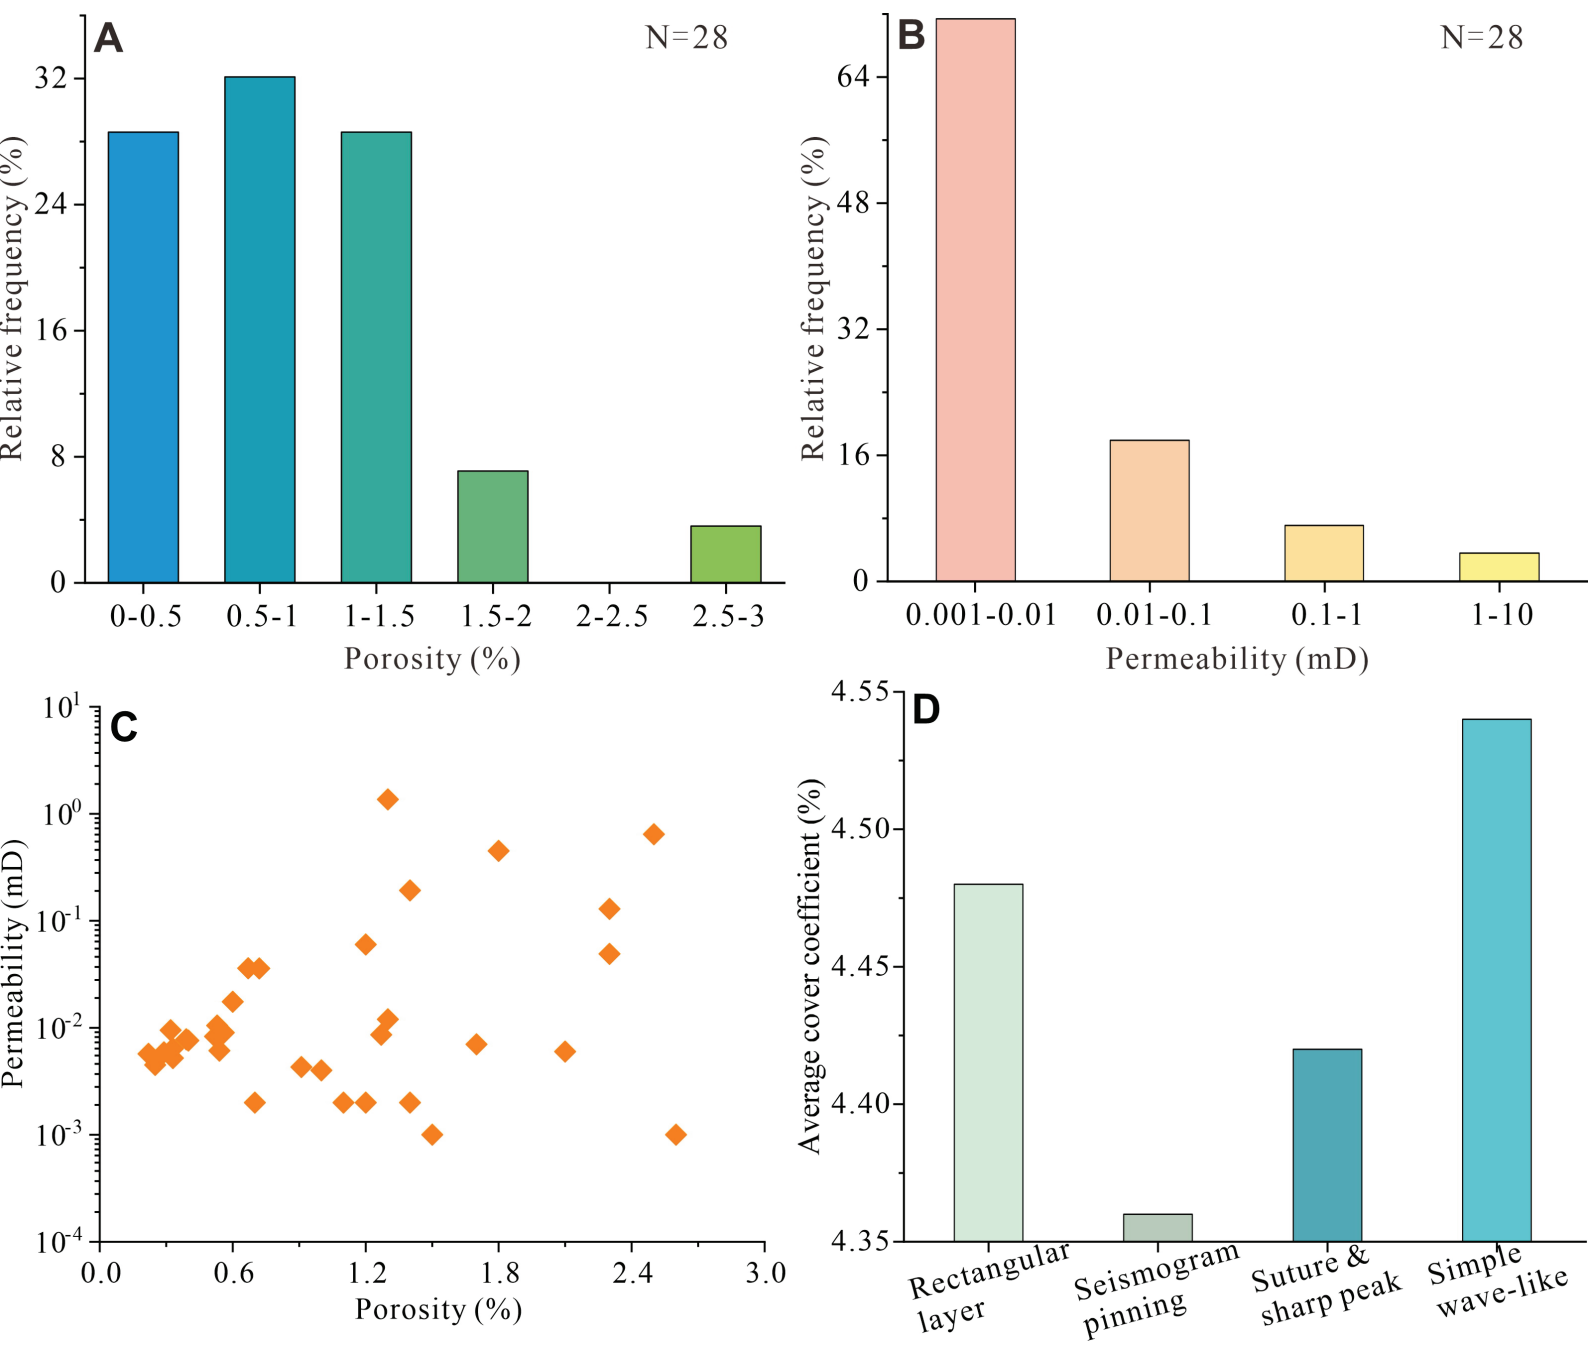 A
N=28
Relative frequency (%)
32
24
16
8
0
0-0.5 0.5-1 1-1.5 1.5-2 2-2.5 2.5-3
Porosity (%)
B
N=28
Relative frequency (%)
64
48
32
16
0
0.001-0.01 0.01-0.1 0.1-1 1-10
Permeability (mD)
C
Permeability (mD)
10¹
10⁰
10⁻¹
10⁻²
10⁻³
10⁻⁴
0.0 0.6 1.2 1.8 2.4 3.0
Porosity (%)
D
Average cover coefficient (%)
4.55
4.50
4.45
4.40
4.35
Rectangular
layer
Seismogram
pinning
Suture &
sharp peak
Simple
wave-like